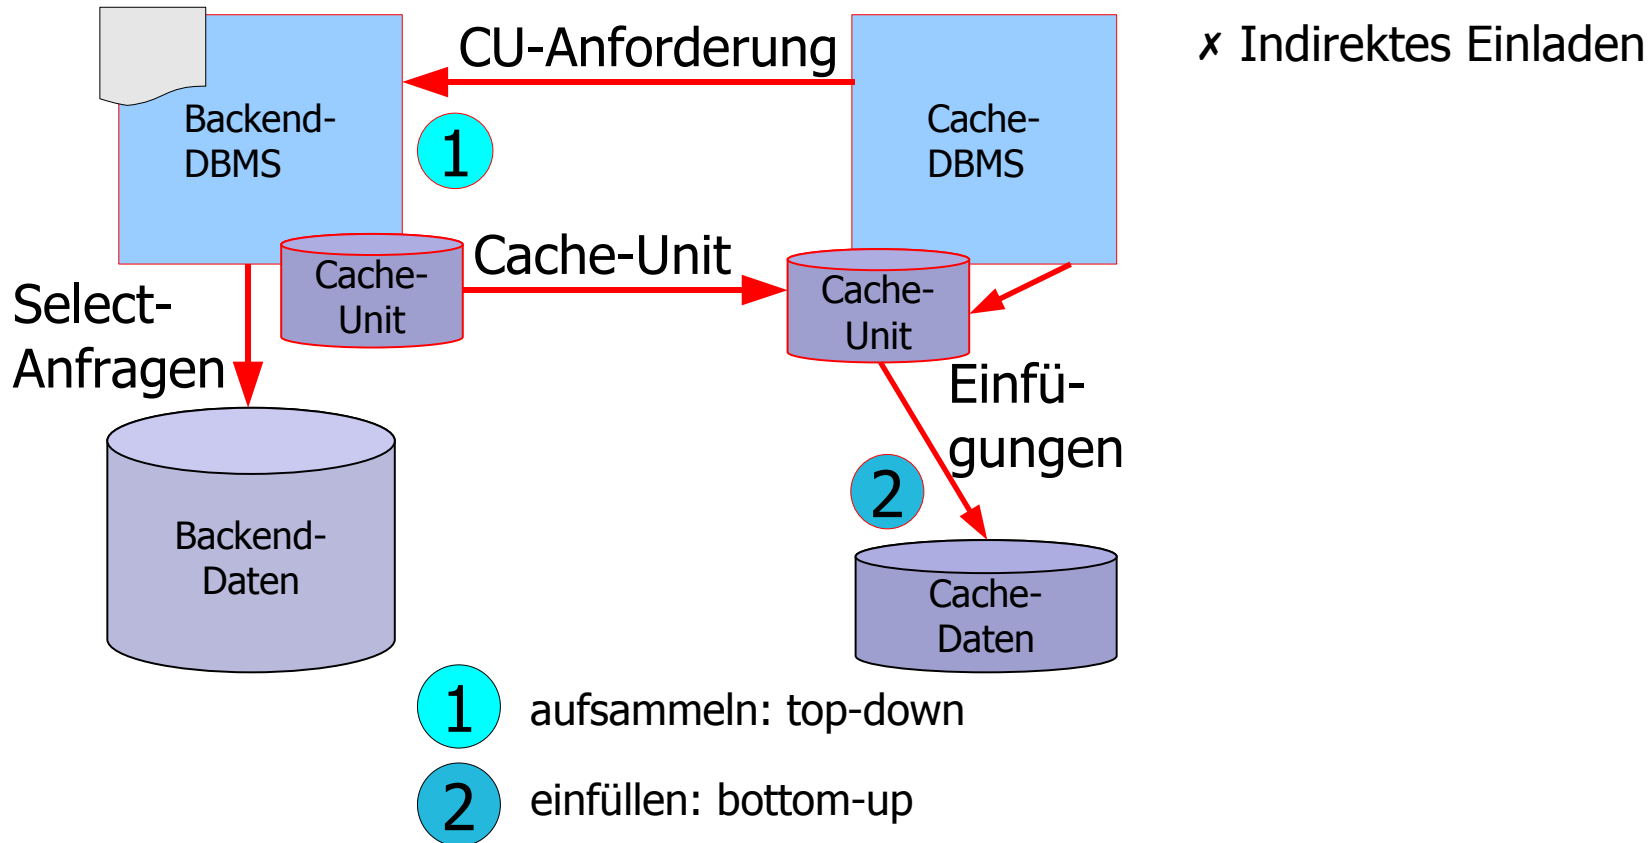 CU-Anforderung
✗ Indirektes Einladen
Backend-
DBMS
1
Cache-
DBMS
Cache-Unit
Cache-
Unit
Cache-
Unit
Select-
Anfragen
Einfü-
gungen
2
Backend-
Daten
Cache-
Daten
1 aufsammeln: top-down
2 einfüllen: bottom-up